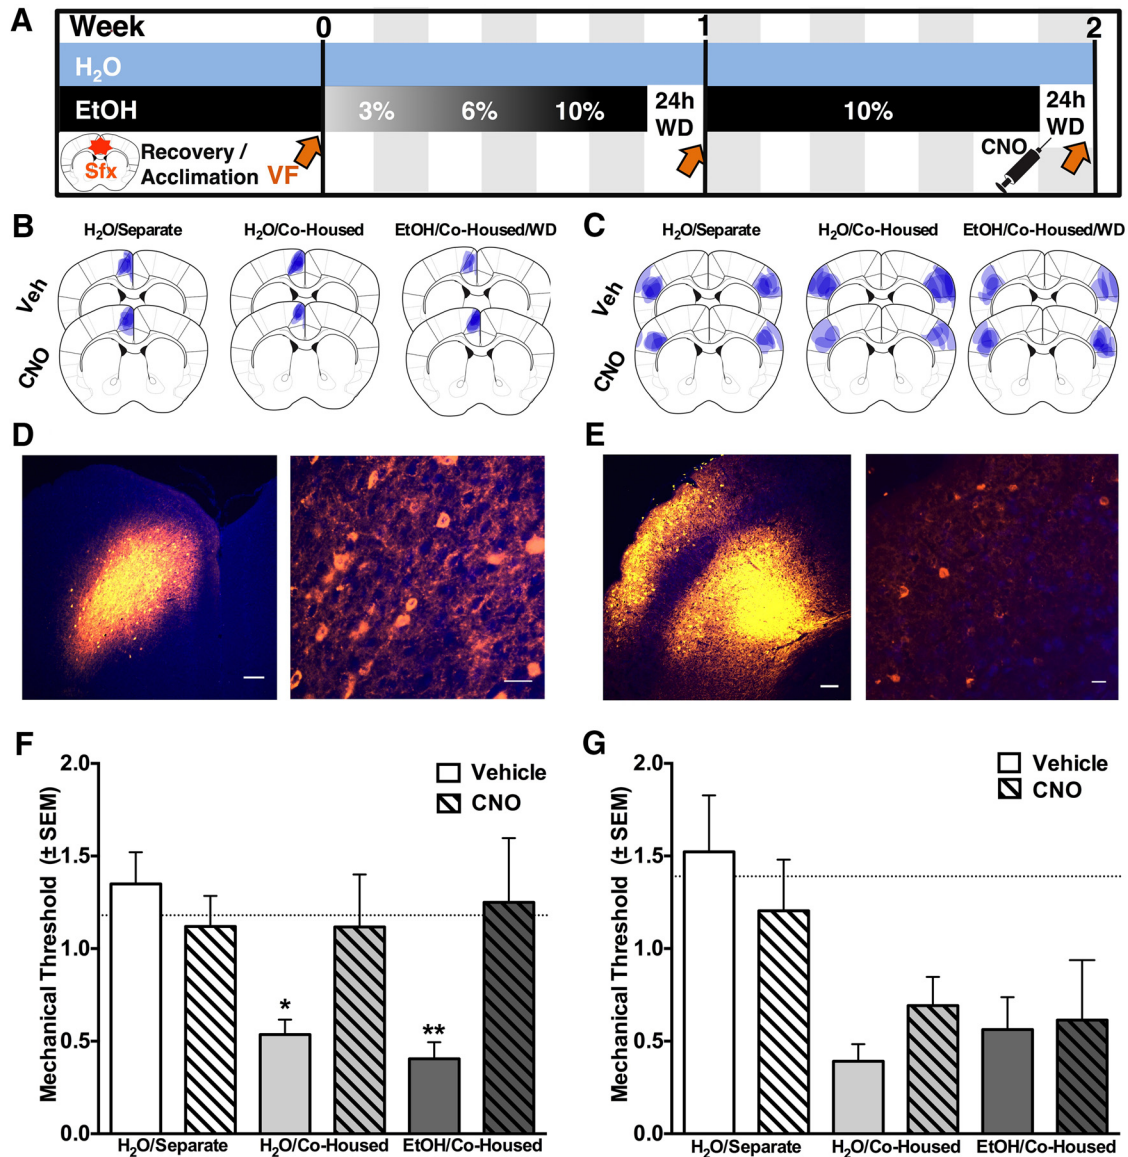 A
Week 0 1 2
H₂O
EtOH 3% 6% 10% 24h WD 10% 24h WD
Sfx Recovery / Acclimation VF CNO
B
H₂O/Separate H₂O/Co-Housed EtOH/Co-Housed/WD
Veh
CNO
C
H₂O/Separate H₂O/Co-Housed EtOH/Co-Housed/WD
Veh
CNO
D
E
F
Mechanical Threshold (± SEM)
2.0
1.5
1.0
0.5
0.0
Vehicle
CNO
*
**
H₂O/Separate H₂O/Co-Housed EtOH/Co-Housed
G
Mechanical Threshold (± SEM)
2.0
1.5
1.0
0.5
0.0
Vehicle
CNO
H₂O/Separate H₂O/Co-Housed EtOH/Co-Housed